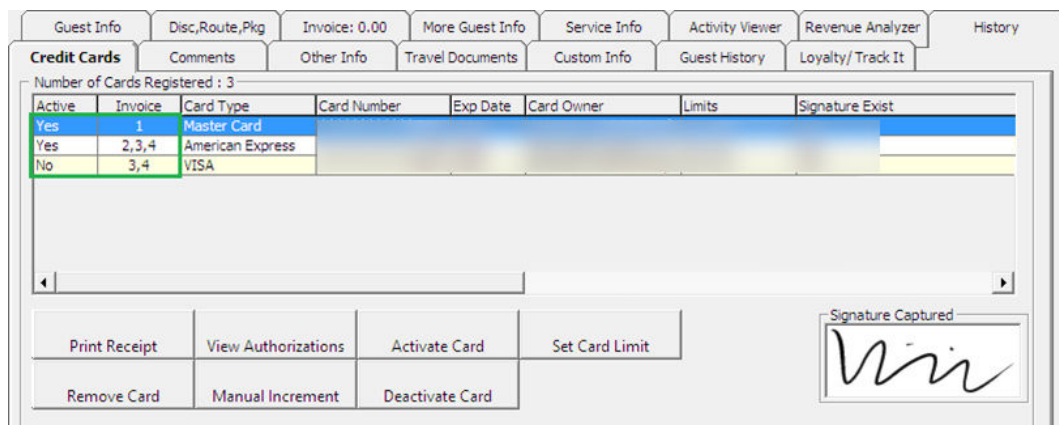 Guest Info Disc,Route,Pkg Invoice: 0.00 More Guest Info Service Info Activity Viewer Revenue Analyzer History
Credit Cards Comments Other Info Travel Documents Custom Info Guest History Loyalty/ Track It
Number of Cards Registered : 3
Active Invoice Card Type Card Number Exp Date Card Owner Limits Signature Exist
Yes 1 Master Card
Yes 2,3,4 American Express
No 3,4 VISA
Signature Captured
Print Receipt View Authorizations Activate Card Set Card Limit
Remove Card Manual Increment Deactivate Card